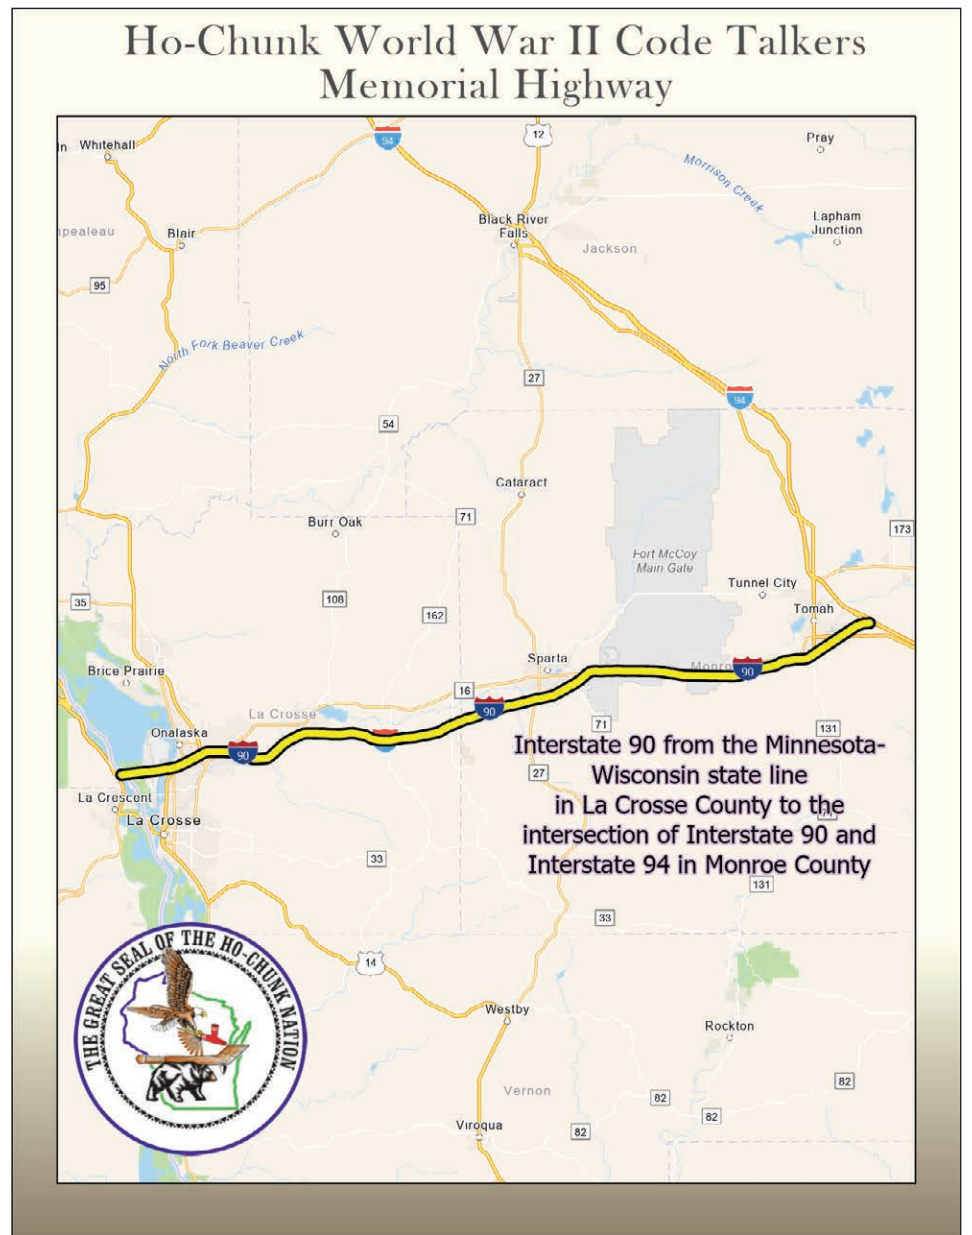 Ho-Chunk World War II Code Talkers
Memorial Highway
94
12
Pray
ln
Whitehall
Morrison Creek
Black River
Falls
Lapham
Junction
mpealeau
Blair
Jackson
95
North Fork Beaver Creek
27
94
54
Cataract
71
Burr Oak
173
Fort McCoy
Main Gate
Tunnel City
108
35
162
Tomah
Sparta
Brice Prairie
Monro
90
16
La Crosse
90
71
131
Onalaska
90
Interstate 90 from the Minnesota-
Wisconsin state line
in La Crosse County to the
intersection of Interstate 90 and
Interstate 94 in Monroe County
27
La Crescent
La Crosse
33
131
33
14
THE GREAT SEAL OF THE HO-CHUNK NATION
Westby
Rockton
Vernon
82
82
82
Viroqua
82